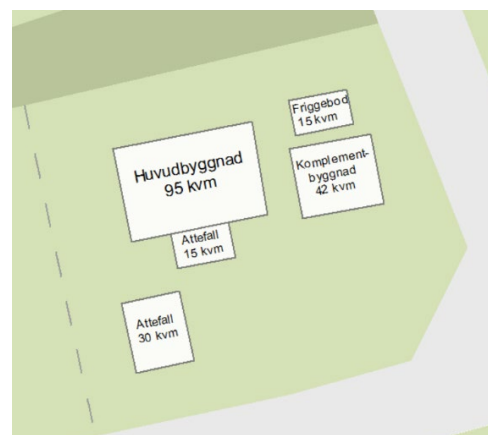 Friggebod
15 kvm
Huvudbyggnad
95 kvm
Komplement-
byggnad
42 kvm
Attefall
15 kvm
Attefall
30 kvm